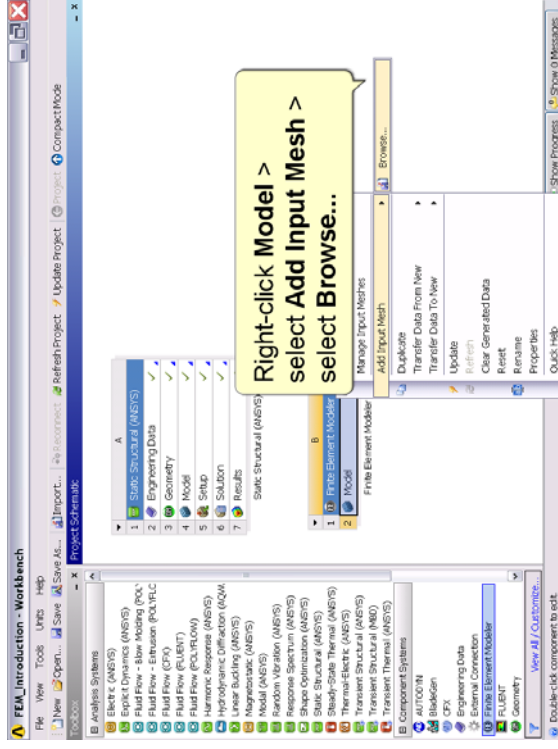 FEM_Introduction - Workbench
File View Tools Units Help
New Open... Save Save As... Import... Reconnect Refresh Project Update Project Project Compact Mode
Toolbox
Analysis Systems
Electric (ANSYS)
Explicit Dynamics (ANSYS)
Fluid Flow - Blow Molding (POLY
Fluid Flow - Extrusion (POLYFLC
Fluid Flow (CFX)
Fluid Flow (FLUENT)
Fluid Flow (POLYFLOW)
Harmonic Response (ANSYS)
Hydrodynamic Diffraction (AQW
Linear Buckling (ANSYS)
Magnetostatic (ANSYS)
Modal (ANSYS)
Random Vibration (ANSYS)
Response Spectrum (ANSYS)
Shape Optimization (ANSYS)
Static Structural (ANSYS)
Steady-State Thermal (ANSYS)
Thermal-Electric (ANSYS)
Transient Structural (ANSYS)
Transient Structural (MBD)
Transient Thermal (ANSYS)
Component Systems
AUTODYN
BladeGen
CFX
Engineering Data
External Connection
Finite Element Modeler
FLUENT
Geometry
View All / Customize...
Project Schematic
A
1 Static Structural (ANSYS)
2 Engineering Data
3 Geometry
4 Model
5 Setup
6 Solution
7 Results
Static Structural (ANSYS)
B
1 Finite Element Modeler
2 Model
Finite Element Modeler
Right-click Model >
select Add Input Mesh >
select Browse...
Manage Input Meshes
Add Input Mesh
Browse...
Duplicate
Transfer Data From New
Transfer Data To New
Update
Refresh
Clear Generated Data
Reset
Rename
Properties
Quick Help
Double-click component to edit.
Show Progress Show 0 Messages